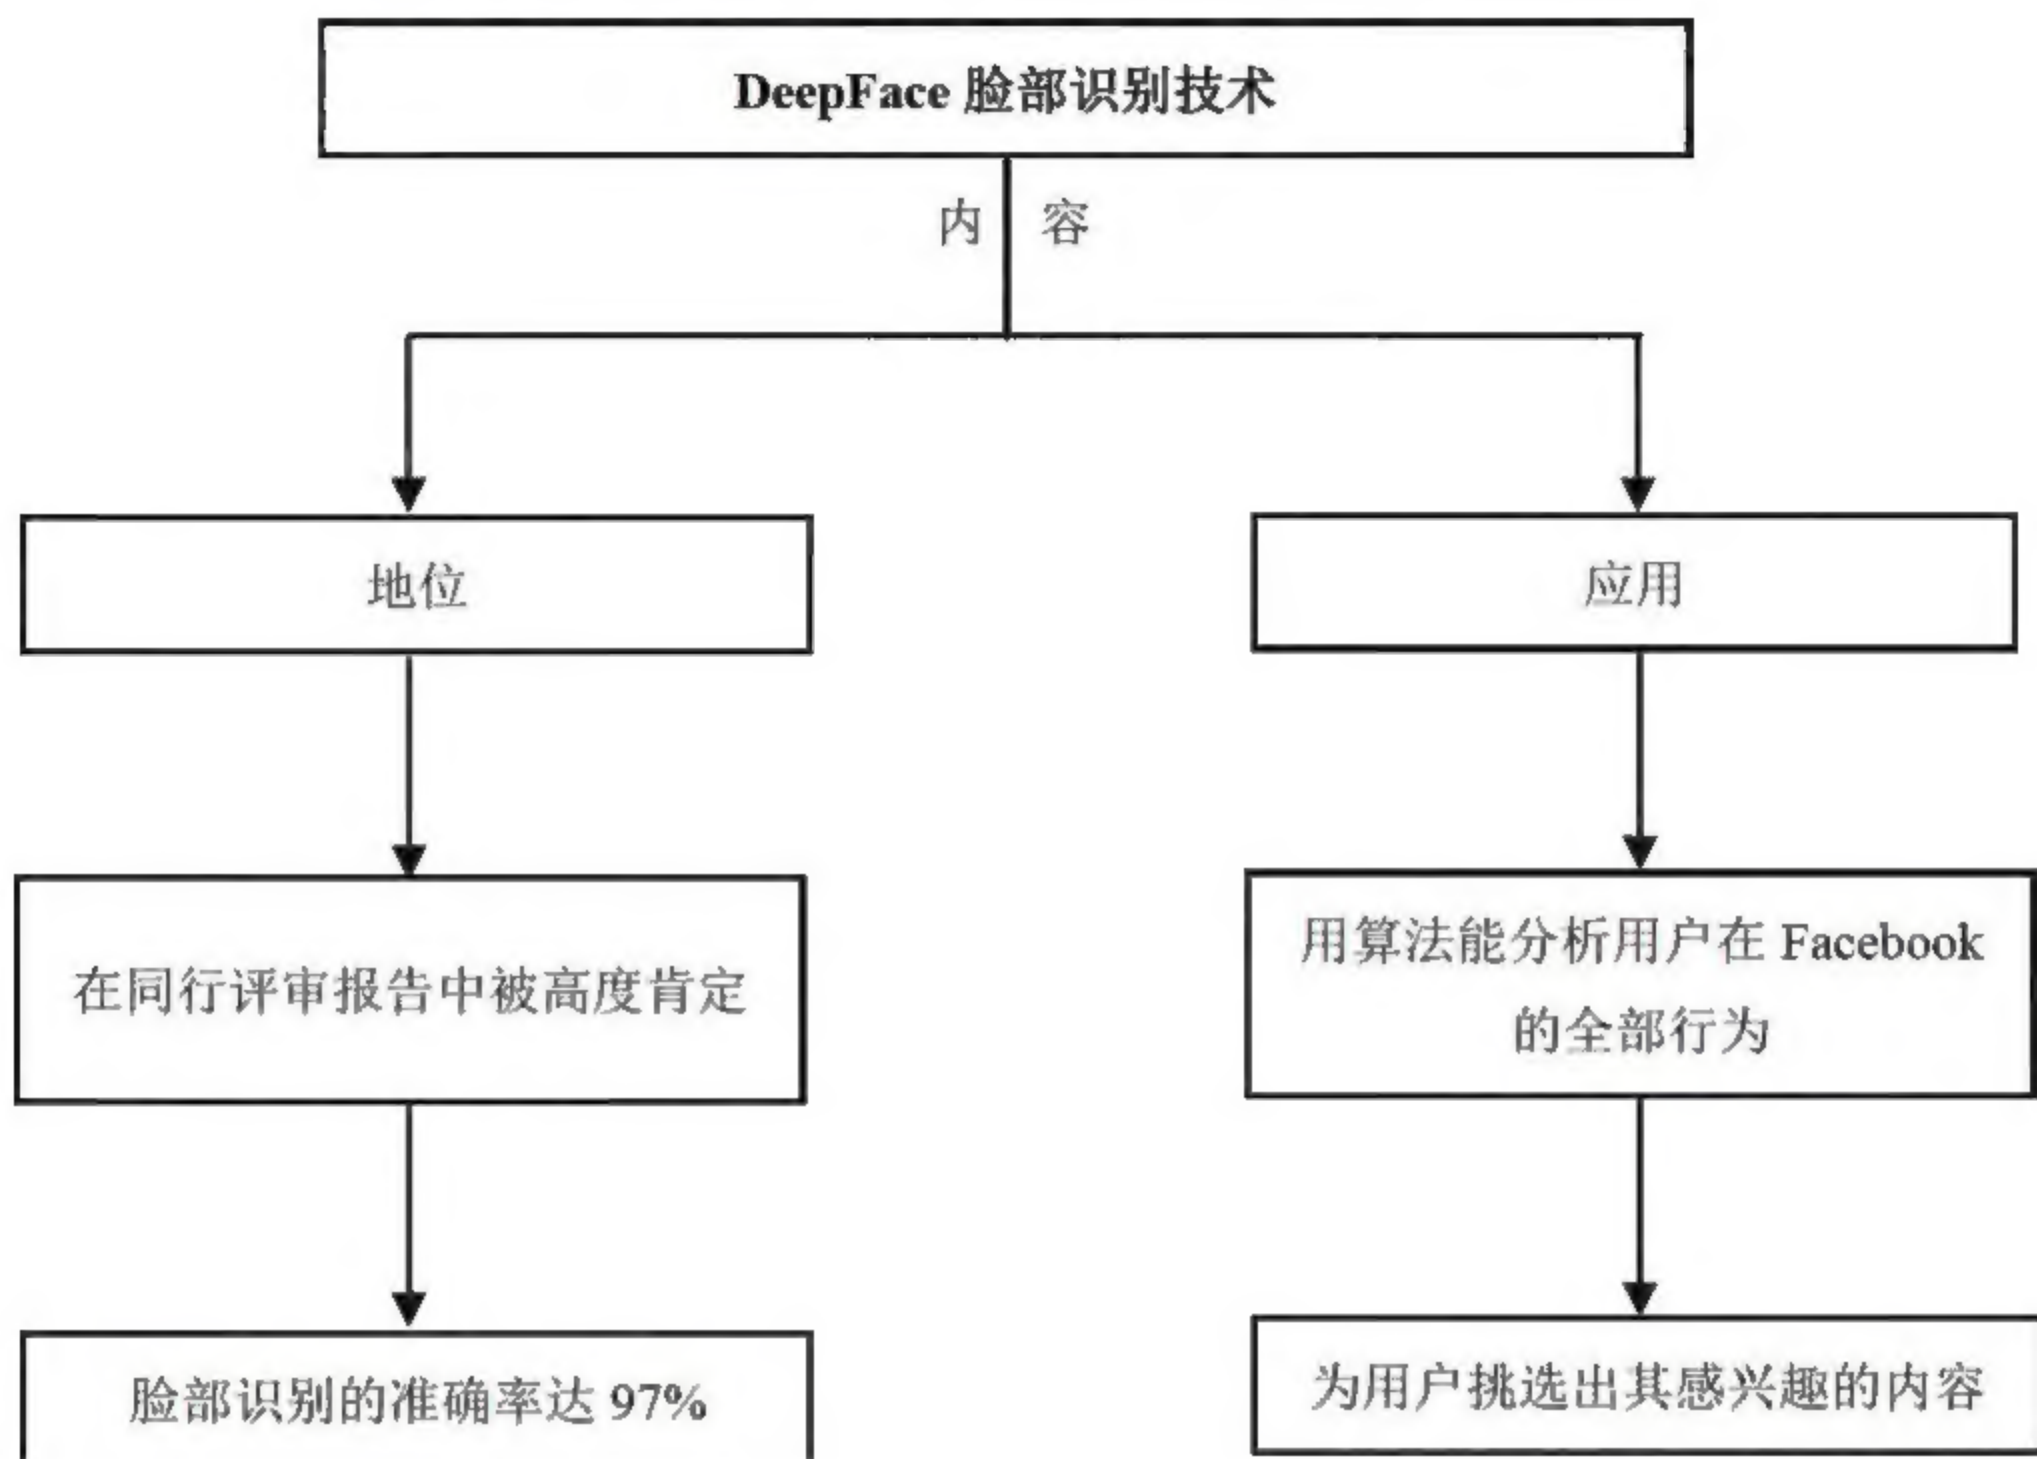 DeepFace 脸部识别技术
内 容
地位
应用
在同行评审报告中被高度肯定
用算法能分析用户在 Facebook
的全部行为
脸部识别的准确率达 97%
为用户挑选出其感兴趣的内容